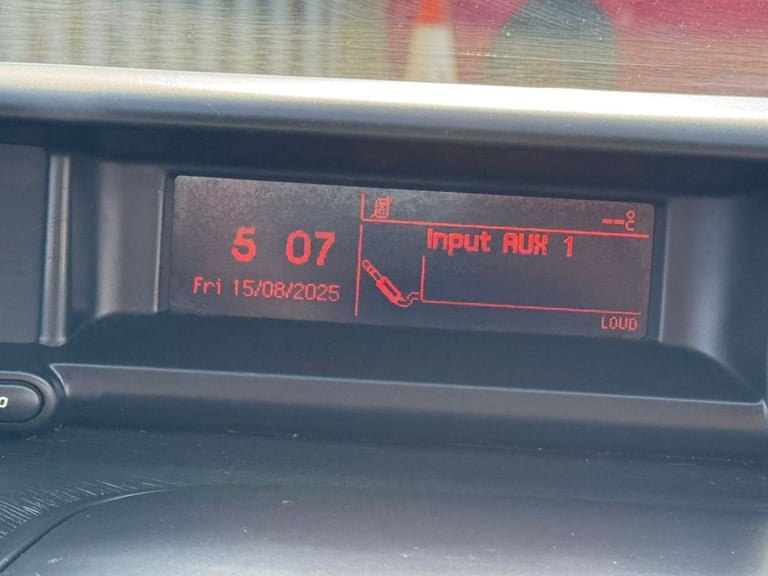 --°C
5 07
Input AUX 1
Fri 15/08/2025
LOUD